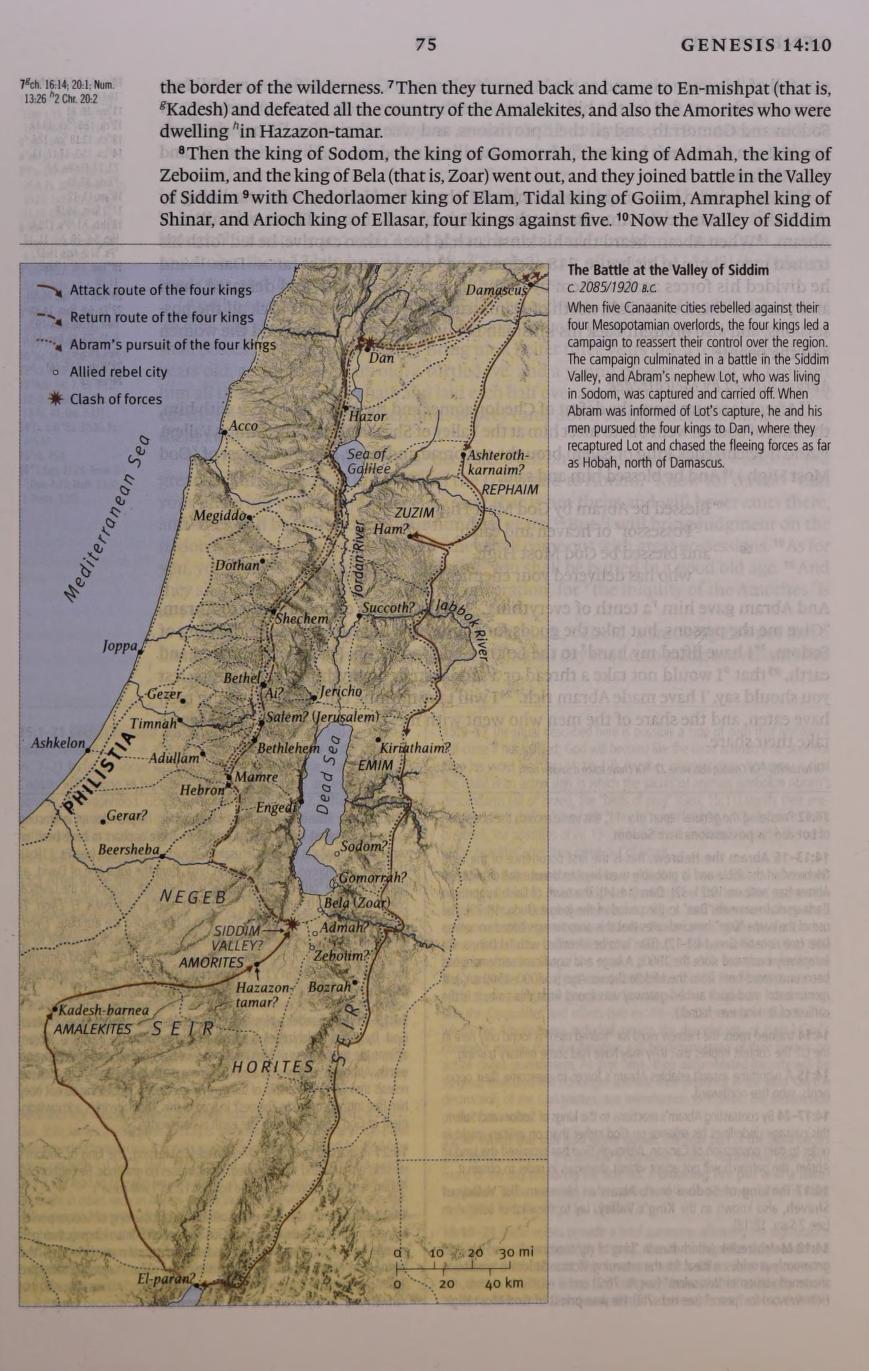 75
GENESIS 14:10
7 gch. 16:14; 20:1; Num.
13:26 h2 Chr. 20:2
the border of the wilderness. 7Then they turned back and came to En-mishpat (that is,
gKadesh) and defeated all the country of the Amalekites, and also the Amorites who were
dwelling hin Hazazon-tamar.
8Then the king of Sodom, the king of Gomorrah, the king of Admah, the king of
Zeboiim, and the king of Bela (that is, Zoar) went out, and they joined battle in the Valley
of Siddim 9with Chedorlaomer king of Elam, Tidal king of Goiim, Amraphel king of
Shinar, and Arioch king of Ellasar, four kings against five. 10Now the Valley of Siddim
Attack route of the four kings
Return route of the four kings
Abram's pursuit of the four kings
Allied rebel city
Clash of forces
Damascus
Dan
Hazor
Acco
Mediterranean Sea
Sea of
Galilee
Ashteroth-
karnaim?
REPHAIM
Megiddo
ZUZIM
Ham?
Jordan River
Dothan
Succoth?
Jabbok River
Shechem
Joppa
Bethel
Ai?
Jericho
Gezer
Timnah
Salem? (Jerusalem)
Ashkelon
PHILISTIA
Adullam
Bethlehem
Kiriathaim?
EMIM
Dead Sea
Mamre
Hebron
Engedi
Gerar?
Beersheba
Sodom?
Gomorrah?
NEGEB
Bela (Zoar)
SIDDIM
VALLEY?
Admah?
Zeboiim?
AMORITES
Hazazon-
tamar?
Bozrah
Kadesh-barnea
AMALEKITES
SEIR
SEIR
HORITES
El-paran?
0 10 20 30 mi
0 20 40 km
The Battle at the Valley of Siddim
c. 2085/1920 B.C.
When five Canaanite cities rebelled against their
four Mesopotamian overlords, the four kings led a
campaign to reassert their control over the region.
The campaign culminated in a battle in the Siddim
Valley, and Abram's nephew Lot, who was living
in Sodom, was captured and carried off. When
Abram was informed of Lot's capture, he and his
men pursued the four kings to Dan, where they
recaptured Lot and chased the fleeing forces as far
as Hobah, north of Damascus.